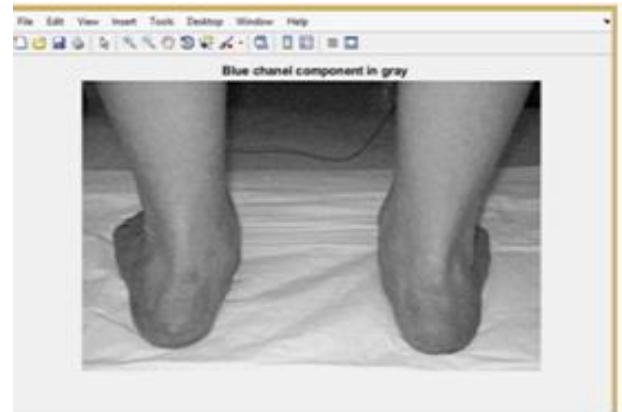 File Edit View Insert Tools Desktop Window Help
Blue chanel component in gray